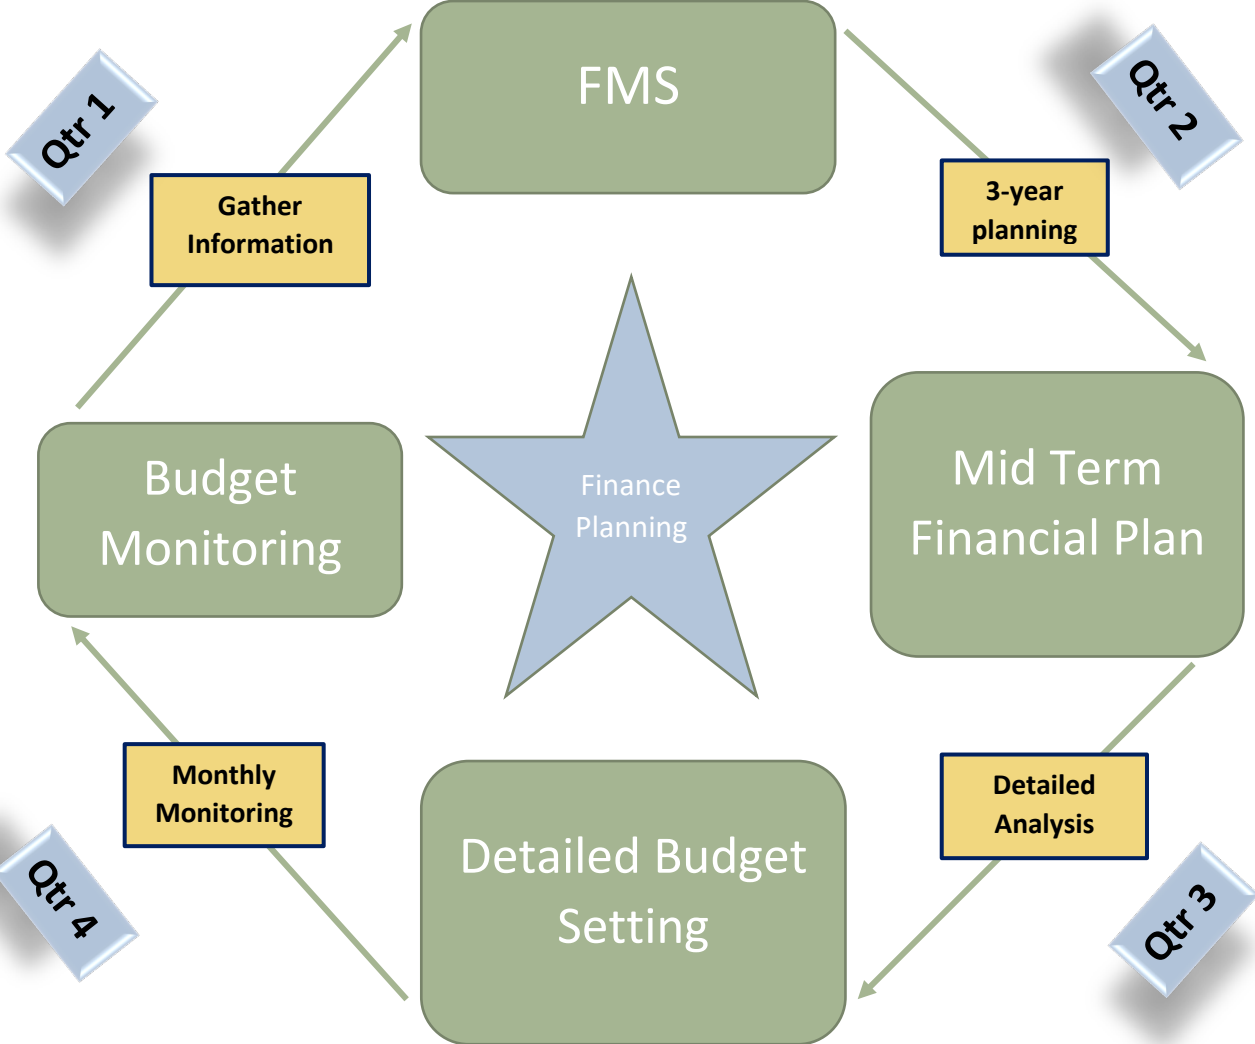 FMS
Qtr 1
Qtr 2
Gather
Information
3-year
planning
Budget
Monitoring
Finance
Planning
Mid Term
Financial Plan
Monthly
Monitoring
Detailed
Analysis
Detailed Budget
Setting
Qtr 4
Qtr 3